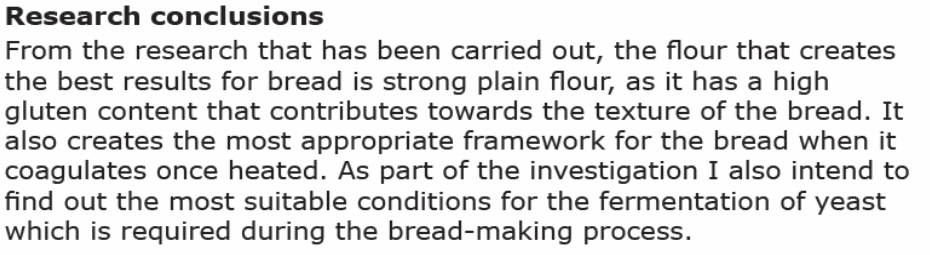 Research conclusions
From the research that has been carried out, the flour that creates
the best results for bread is strong plain flour, as it has a high
gluten content that contributes towards the texture of the bread. It
also creates the most appropriate framework for the bread when it
coagulates once heated. As part of the investigation I also intend to
find out the most suitable conditions for the fermentation of yeast
which is required during the bread-making process.